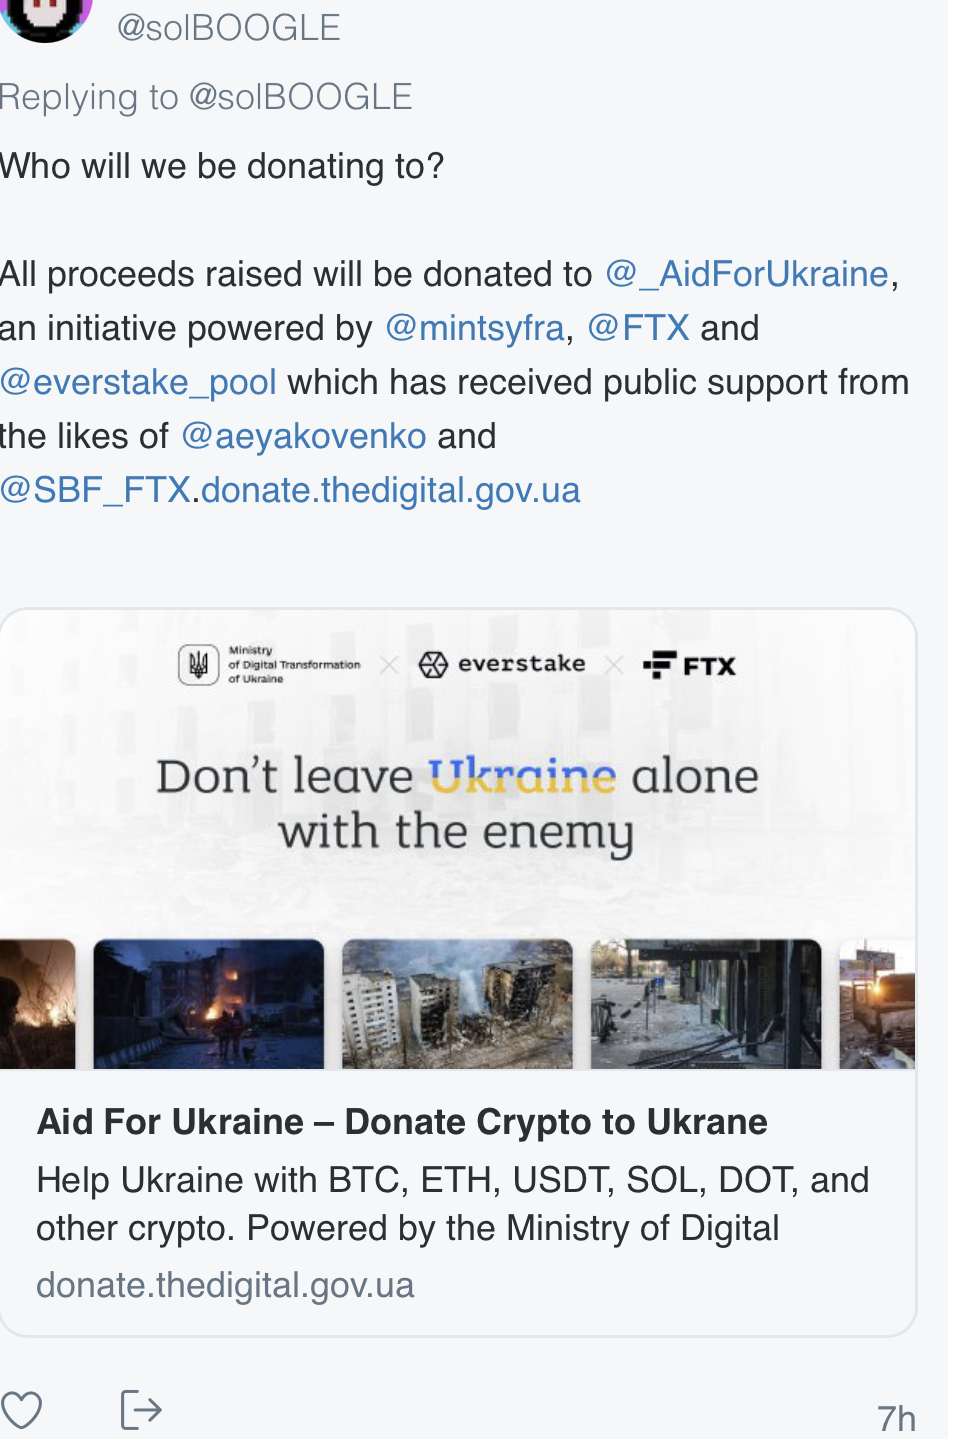 @solBOOGLE
Replying to @solBOOGLE
Who will we be donating to?
All proceeds raised will be donated to @_AidForUkraine,
an initiative powered by @mintsyfra, @FTX and
@everstake_pool which has received public support from
the likes of @aeyakovenko and
@SBF_FTX.donate.thedigital.gov.ua
Ministry
of Digital Transformation
of Ukraine
everstake
FTX
Don't leave Ukraine alone
with the enemy
Aid For Ukraine – Donate Crypto to Ukrane
Help Ukraine with BTC, ETH, USDT, SOL, DOT, and
other crypto. Powered by the Ministry of Digital
donate.thedigital.gov.ua
7h